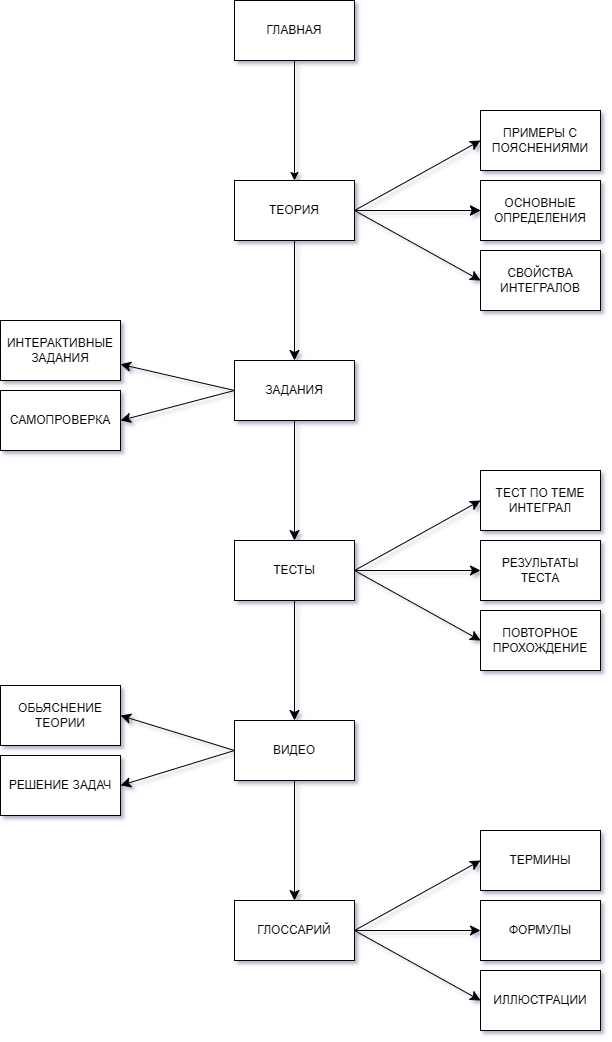 ГЛАВНАЯ
ПРИМЕРЫ С
ПОЯСНЕНИЯМИ
ТЕОРИЯ
ОСНОВНЫЕ
ОПРЕДЕЛЕНИЯ
СВОЙСТВА
ИНТЕГРАЛОВ
ИНТЕРАКТИВНЫЕ
ЗАДАНИЯ
ЗАДАНИЯ
САМОПРОВЕРКА
ТЕСТ ПО ТЕМЕ
ИНТЕГРАЛ
ТЕСТЫ
РЕЗУЛЬТАТЫ
ТЕСТА
ПОВТОРНОЕ
ПРОХОЖДЕНИЕ
ОБЬЯСНЕНИЕ
ТЕОРИИ
ВИДЕО
РЕШЕНИЕ ЗАДАЧ
ТЕРМИНЫ
ГЛОССАРИЙ
ФОРМУЛЫ
ИЛЛЮСТРАЦИИ